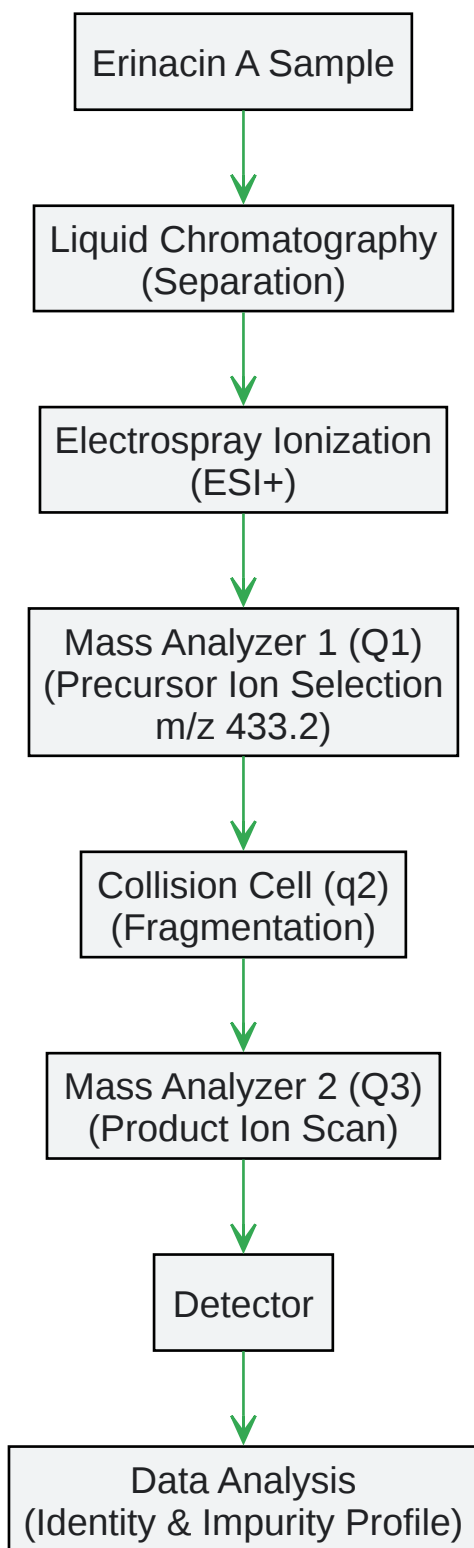 Erinacin A Sample
Liquid Chromatography
(Separation)
Electrospray Ionization
(ESI+)
Mass Analyzer 1 (Q1)
(Precursor Ion Selection
m/z 433.2)
Collision Cell (q2)
(Fragmentation)
Mass Analyzer 2 (Q3)
(Product Ion Scan)
Detector
Data Analysis
(Identity & Impurity Profile)